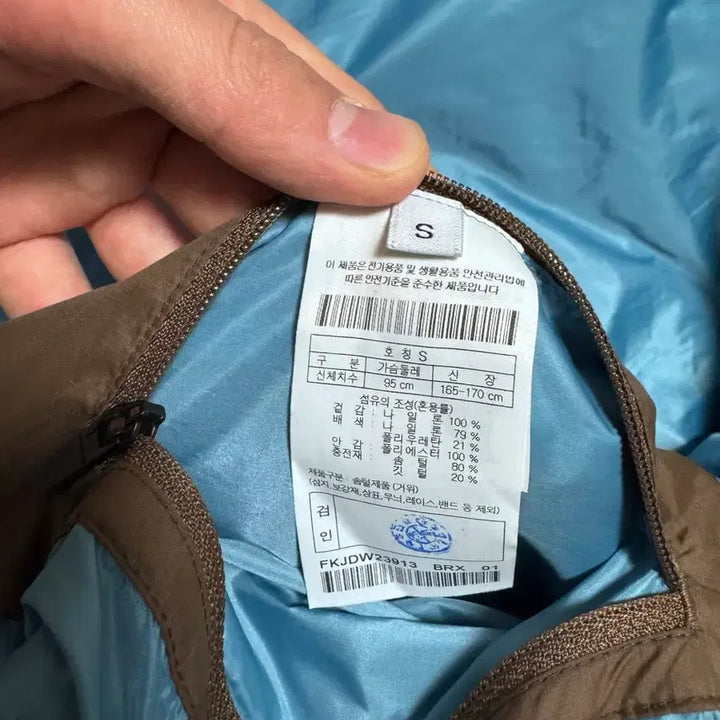 S
이 제품은 전기용품 및 생활용품 안전관리법에
따른 안전기준을 준수한 제품입니다
호 칭 S
구 분 가슴둘레 신 장
신체치수 95 cm 165-170 cm
섬유의 조성(혼용률)
겉 감 나 일 론 100 %
배 색 나 일 론 79 %
폴리우레탄 21 %
안 감 폴리에스터 100 %
충전재 솜 털 80 %
깃 털 20 %
제품구분 : 솜털제품 (거위)
(심지,보강재,상표,무늬,레이스,밴드 등 제외)
검
인
FKJDW23913 BRX 01